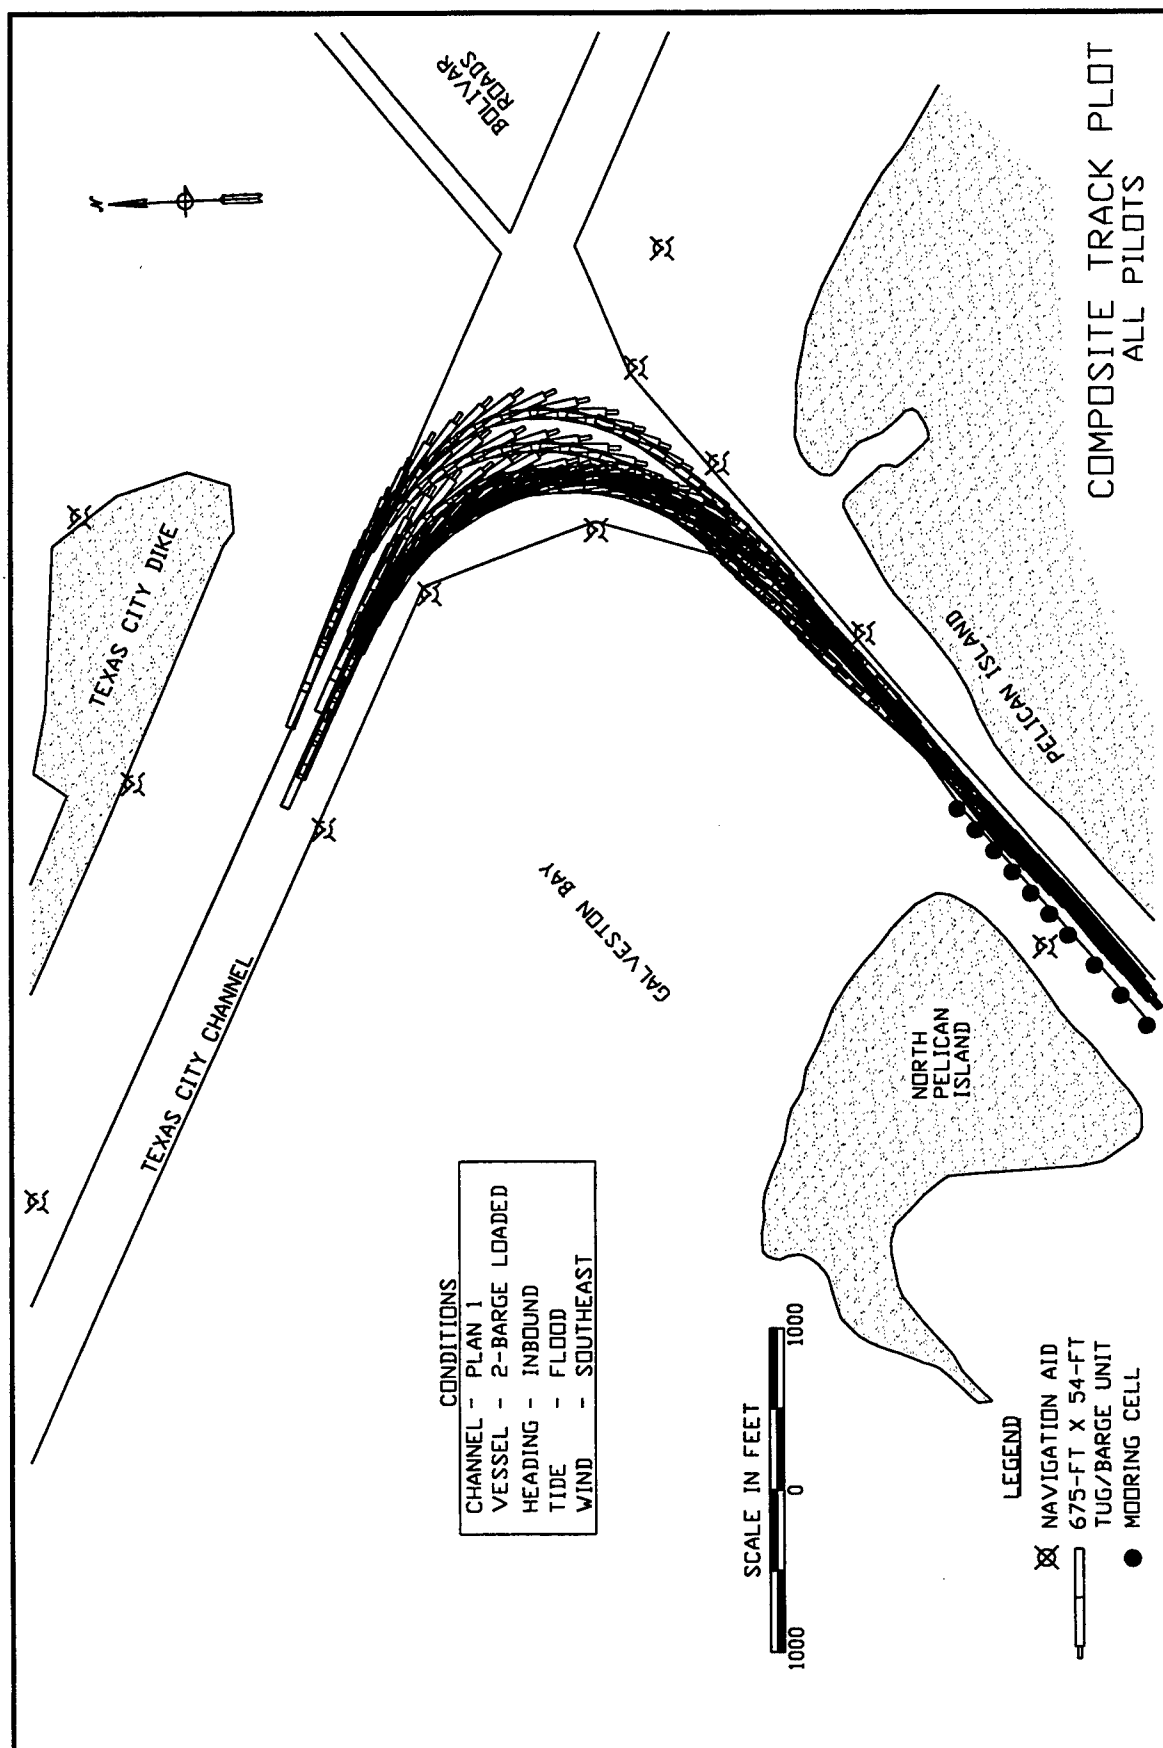 N
BOLIVAR
ROADS
TEXAS CITY DIKE
TEXAS CITY CHANNEL
GALVESTON BAY
PELICAN ISLAND
NORTH
PELICAN
ISLAND
CONDITIONS
CHANNEL - PLAN 1
VESSEL - 2-BARGE LOADED
HEADING - INBOUND
TIDE - FLOOD
WIND - SOUTHEAST
SCALE IN FEET
1000 0 1000
LEGEND
NAVIGATION AID
675-FT X 54-FT
TUG/BARGE UNIT
MOORING CELL
COMPOSITE TRACK PLOT
ALL PILOTS